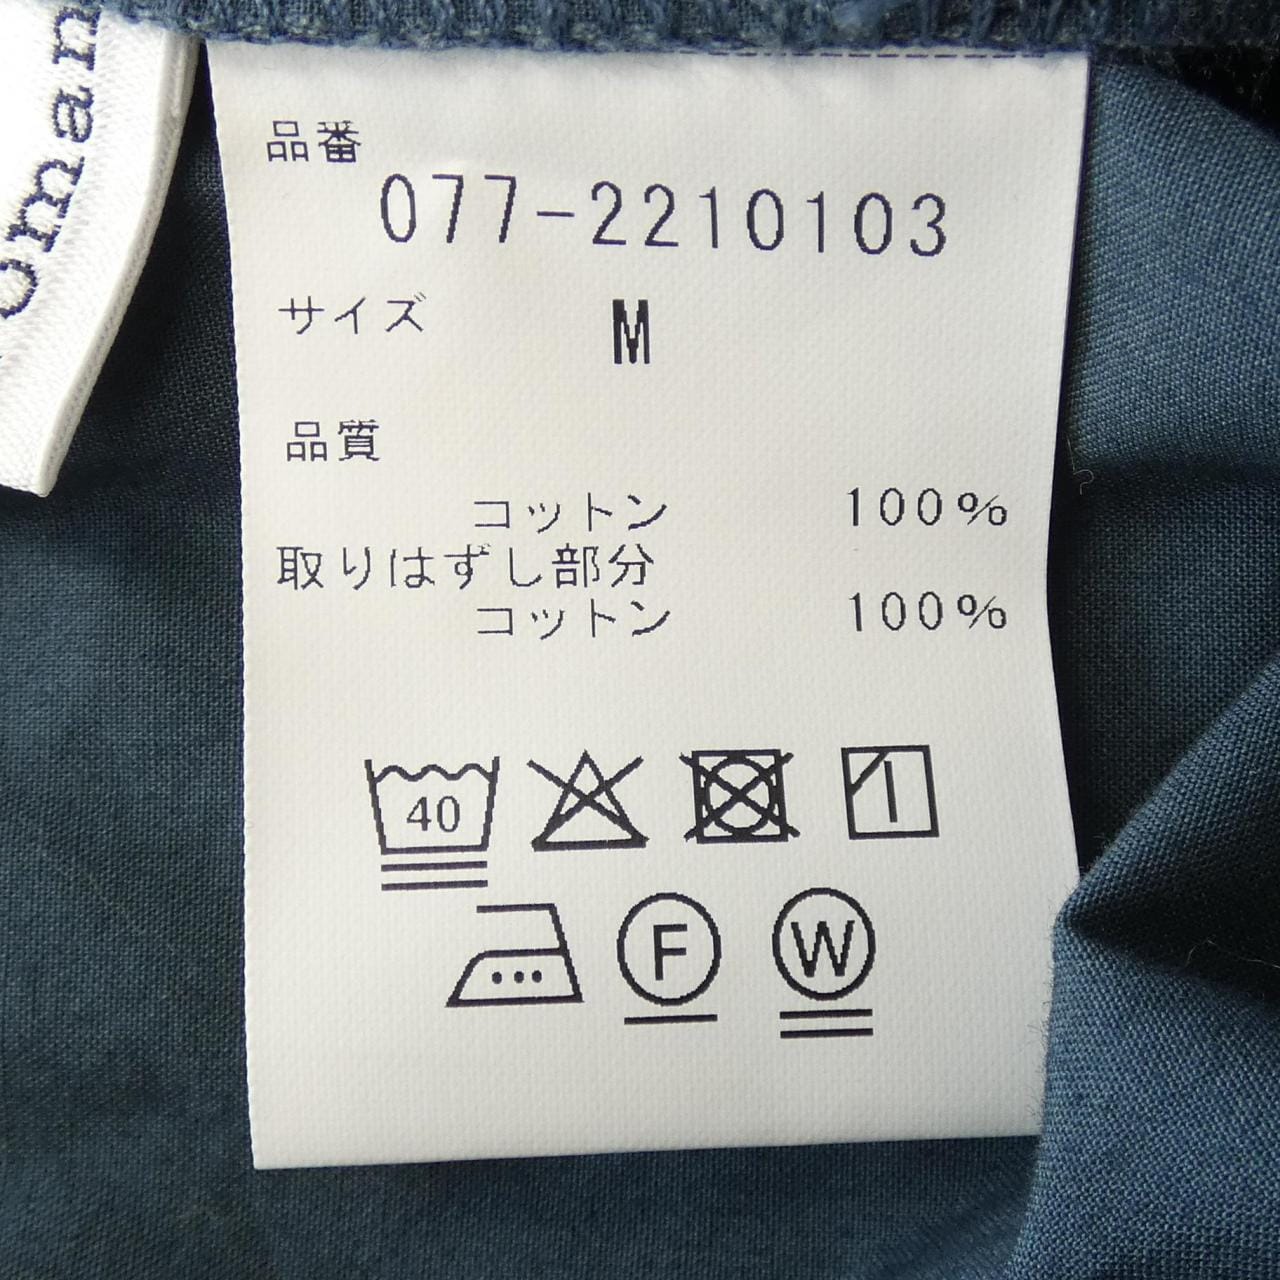 oman
品番
077-2210103
サイズ M
品質
コットン 100%
取りはずし部分
コットン 100%
40
F
W